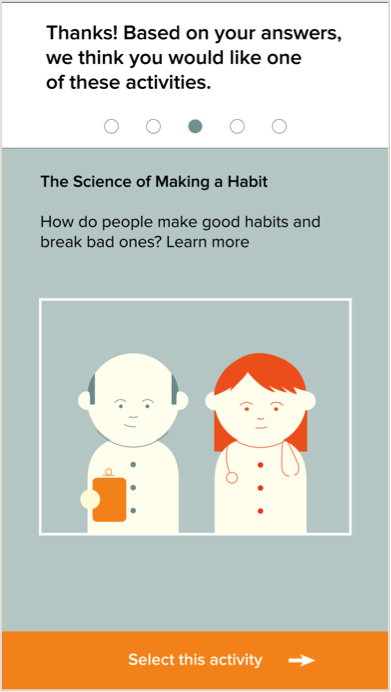 Thanks! Based on your answers,
we think you would like one
of these activities.
The Science of Making a Habit
How do people make good habits and
break bad ones? Learn more
Select this activity